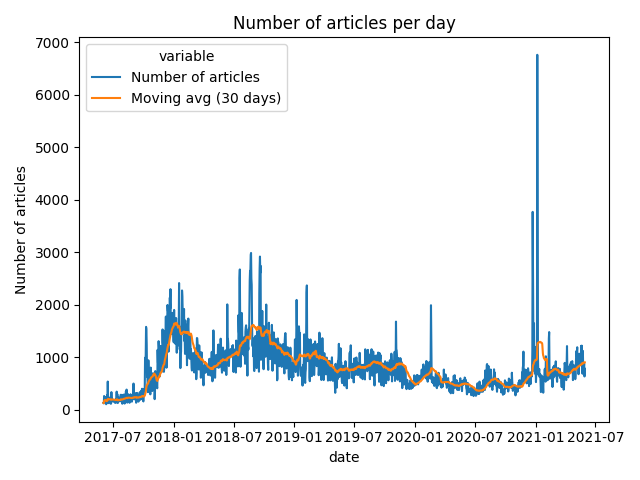 Number of articles per day
variable
Number of articles
Moving avg (30 days)
Number of articles
7000
6000
5000
4000
3000
2000
1000
0
2017-07 2018-01 2018-07 2019-01 2019-07 2020-01 2020-07 2021-01 2021-07
date